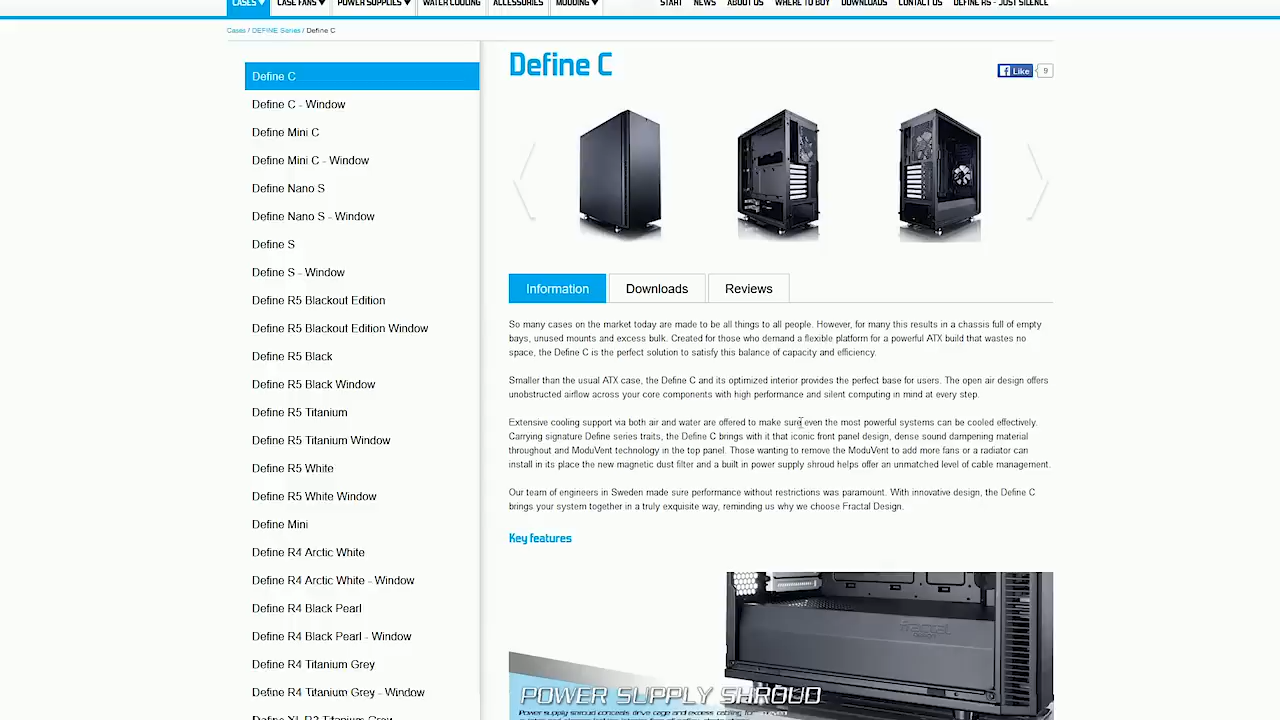 CASES ▼ CASE FANS ▼ POWER SUPPLIES ▼ WATER COOLING ACCESSORIES MODDING ▼ START NEWS ABOUT US WHERE TO BUY DOWNLOADS CONTACT US DEFINE R5 - JUST SILENCE
Cases / DEFINE Series / Define C
Define C
Define C - Window
Define Mini C
Define Mini C - Window
Define Nano S
Define Nano S - Window
Define S
Define S - Window
Define R5 Blackout Edition
Define R5 Blackout Edition Window
Define R5 Black
Define R5 Black Window
Define R5 Titanium
Define R5 Titanium Window
Define R5 White
Define R5 White Window
Define Mini
Define R4 Arctic White
Define R4 Arctic White - Window
Define R4 Black Pearl
Define R4 Black Pearl - Window
Define R4 Titanium Grey
Define R4 Titanium Grey - Window
Define XL R2 Titanium Grey
Define C
Like 9
Information Downloads Reviews
So many cases on the market today are made to be all things to all people. However, for many this results in a chassis full of empty
bays, unused mounts and excess bulk. Created for those who demand a flexible platform for a powerful ATX build that wastes no
space, the Define C is the perfect solution to satisfy this balance of capacity and efficiency.
Smaller than the usual ATX case, the Define C and its optimized interior provides the perfect base for users. The open air design offers
unobstructed airflow across your core components with high performance and silent computing in mind at every step.
Extensive cooling support via both air and water are offered to make sure even the most powerful systems can be cooled effectively.
Carrying signature Define series traits, the Define C brings with it that iconic front panel design, dense sound dampening material
throughout and ModuVent technology in the top panel. Those wanting to remove the ModuVent to add more fans or a radiator can
install in its place the new magnetic dust filter and a built in power supply shroud helps offer an unmatched level of cable management.
Our team of engineers in Sweden made sure performance without restrictions was paramount. With innovative design, the Define C
brings your system together in a truly exquisite way, reminding us why we choose Fractal Design.
Key features
fractal
POWER SUPPLY SHROUD
Power supply shroud conceals drive cage and excess cabling for